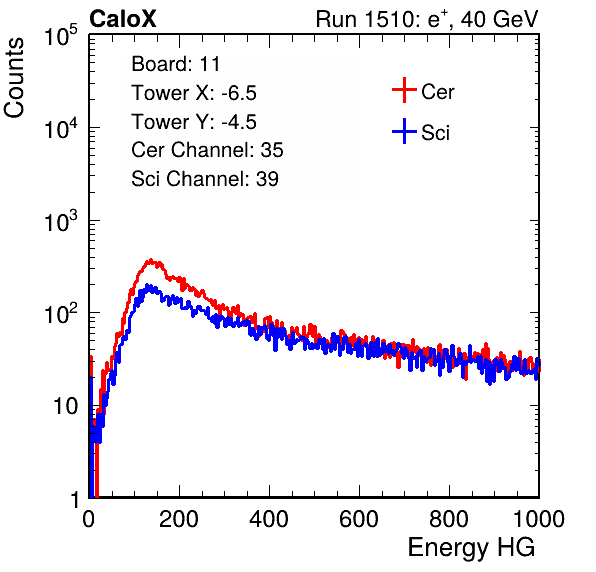 CaloX Run 1510: e⁺, 40 GeV
Board: 11
Tower X: -6.5
Tower Y: -4.5
Cer Channel: 35
Sci Channel: 39
Cer
Sci
Counts
10⁵
10⁴
10³
10²
10
1
0 200 400 600 800 1000
Energy HG